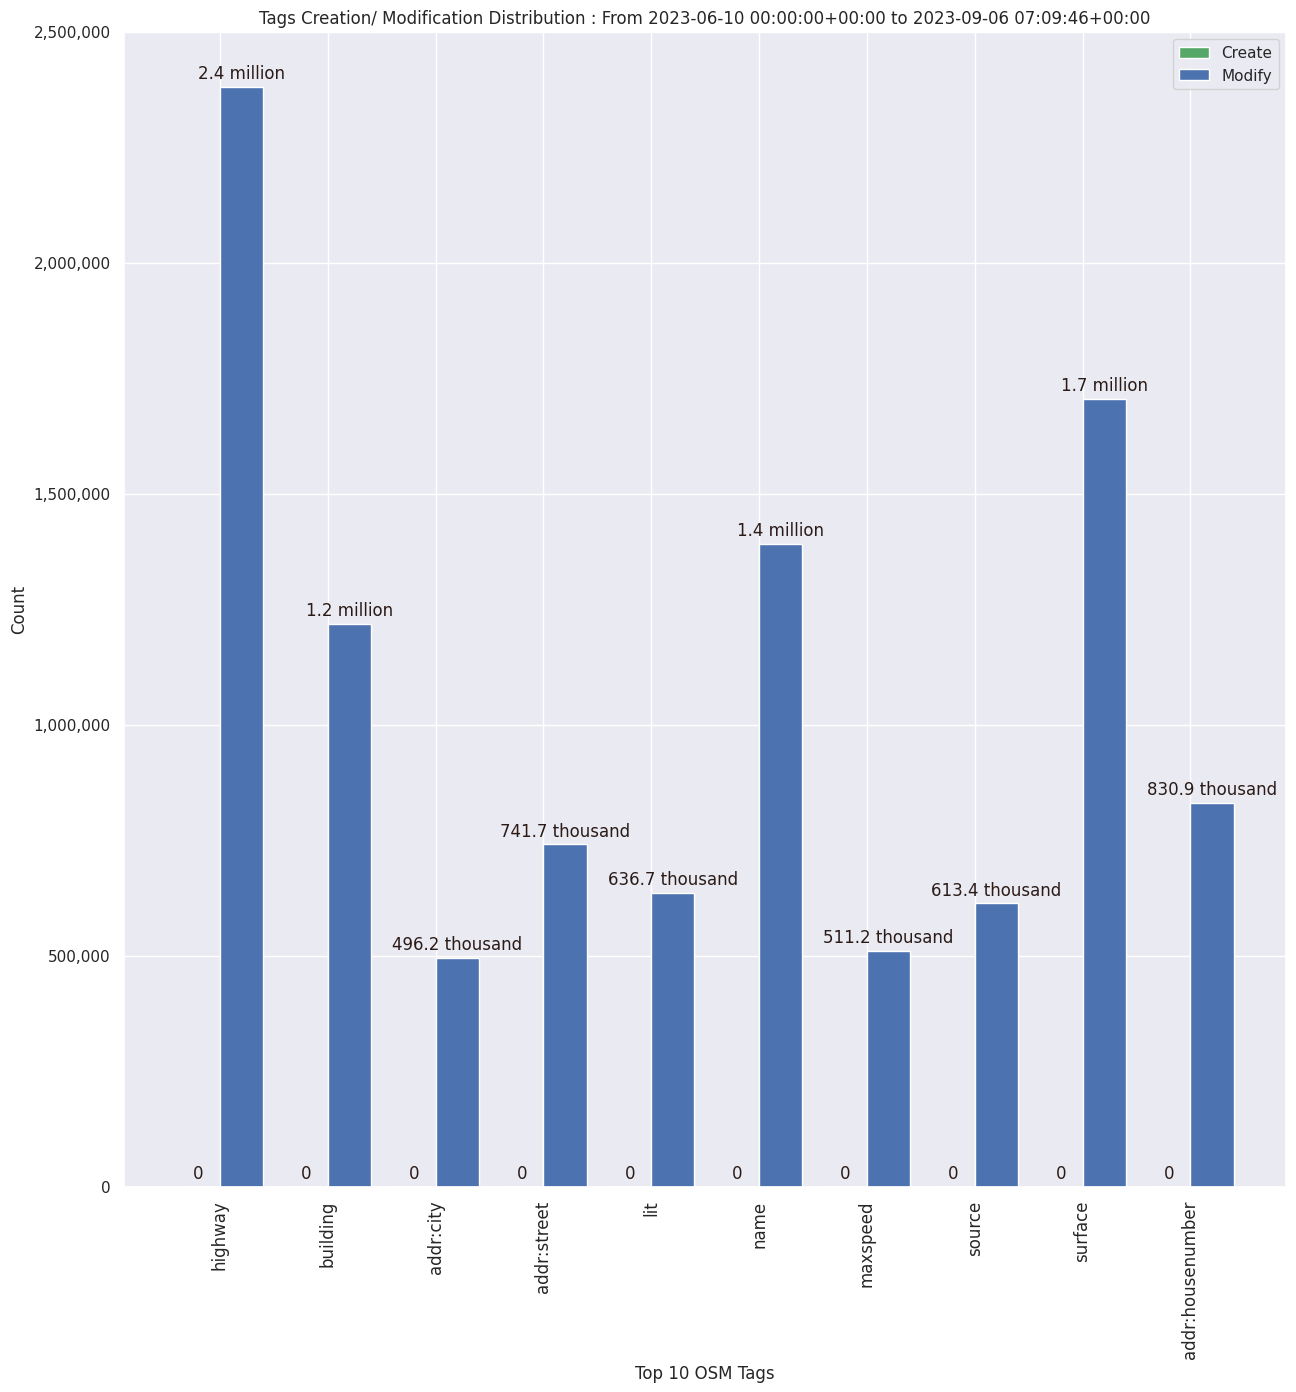 Tags Creation/ Modification Distribution : From 2023-06-10 00:00:00+00:00 to 2023-09-06 07:09:46+00:00
Create
Modify
2,500,000
2,000,000
1,500,000
1,000,000
500,000
0
Count
2.4 million
1.2 million
496.2 thousand
741.7 thousand
636.7 thousand
1.4 million
511.2 thousand
613.4 thousand
1.7 million
830.9 thousand
0
0
0
0
0
0
0
0
0
0
highway
building
addr:city
addr:street
lit
name
maxspeed
source
surface
addr:housenumber
Top 10 OSM Tags